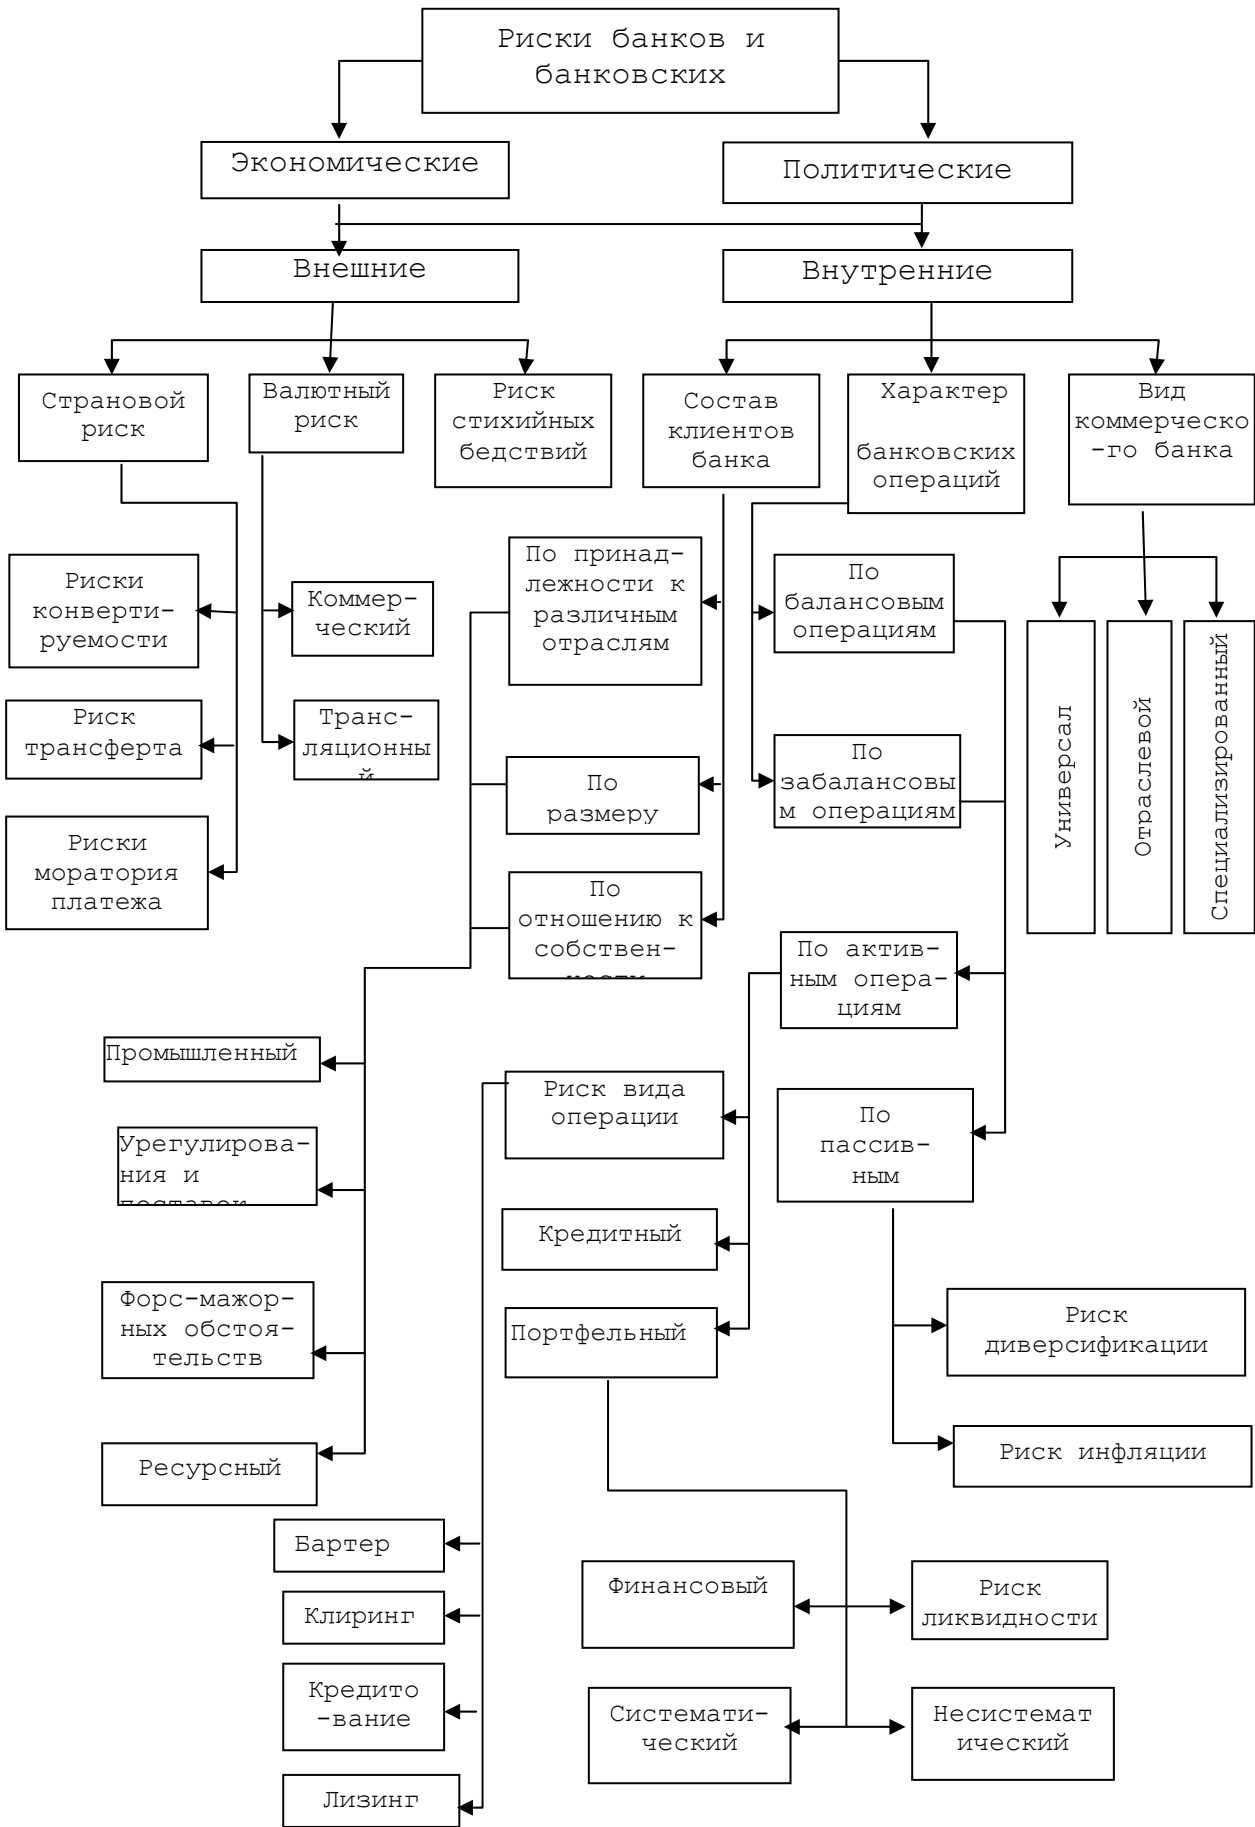 Риски банков и
банковских
Экономические
Политические
Внешние
Внутренние
Страновой
риск
Валютный
риск
Риск
стихийных
бедствий
Состав
клиентов
банка
Характер
банковских
операций
Вид
коммерческо
-го банка
Риски
конверти-
руемости
Коммер-
ческий
По принад-
лежности к
различным
отраслям
По
балансовым
операциям
Универсал
Отраслевой
Специализированный
Риск
трансферта
Транс-
ляционны
й
По
размеру
По
забалансовы
м операциям
Риски
моратория
платежа
По
отношению к
собствен-
ности
По актив-
ным опера-
циям
Промышленный
Риск вида
операции
По
пассив-
ным
Урегулирова-
ния и
поставок
Кредитный
Форс-мажор-
ных обстоя-
тельств
Портфельный
Риск
диверсификации
Ресурсный
Риск инфляции
Бартер
Клиринг
Кредито
-вание
Лизинг
Финансовый
Риск
ликвидности
Системати-
ческий
Несистемат
ический